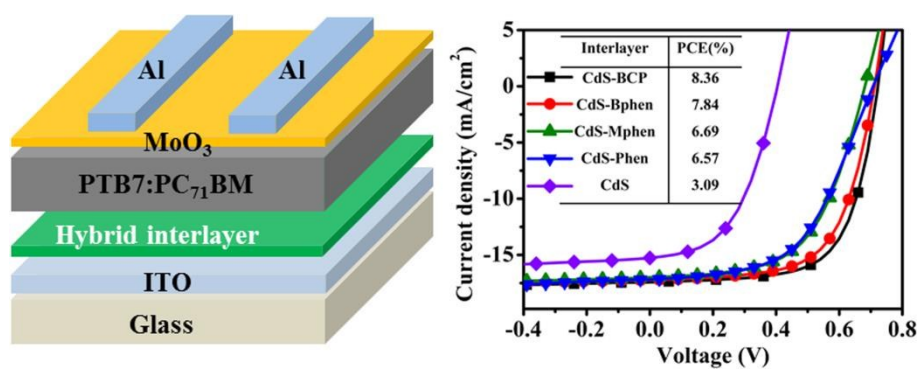 Al
Al
MoO₃
PTB7:PC₇₁BM
Hybrid interlayer
ITO
Glass
Current density (mA/cm²)
5
0
-5
-10
-15
Interlayer PCE(%)
CdS-BCP 8.36
CdS-Bphen 7.84
CdS-Mphen 6.69
CdS-Phen 6.57
CdS 3.09
-0.4 -0.2 0.0 0.2 0.4 0.6 0.8
Voltage (V)